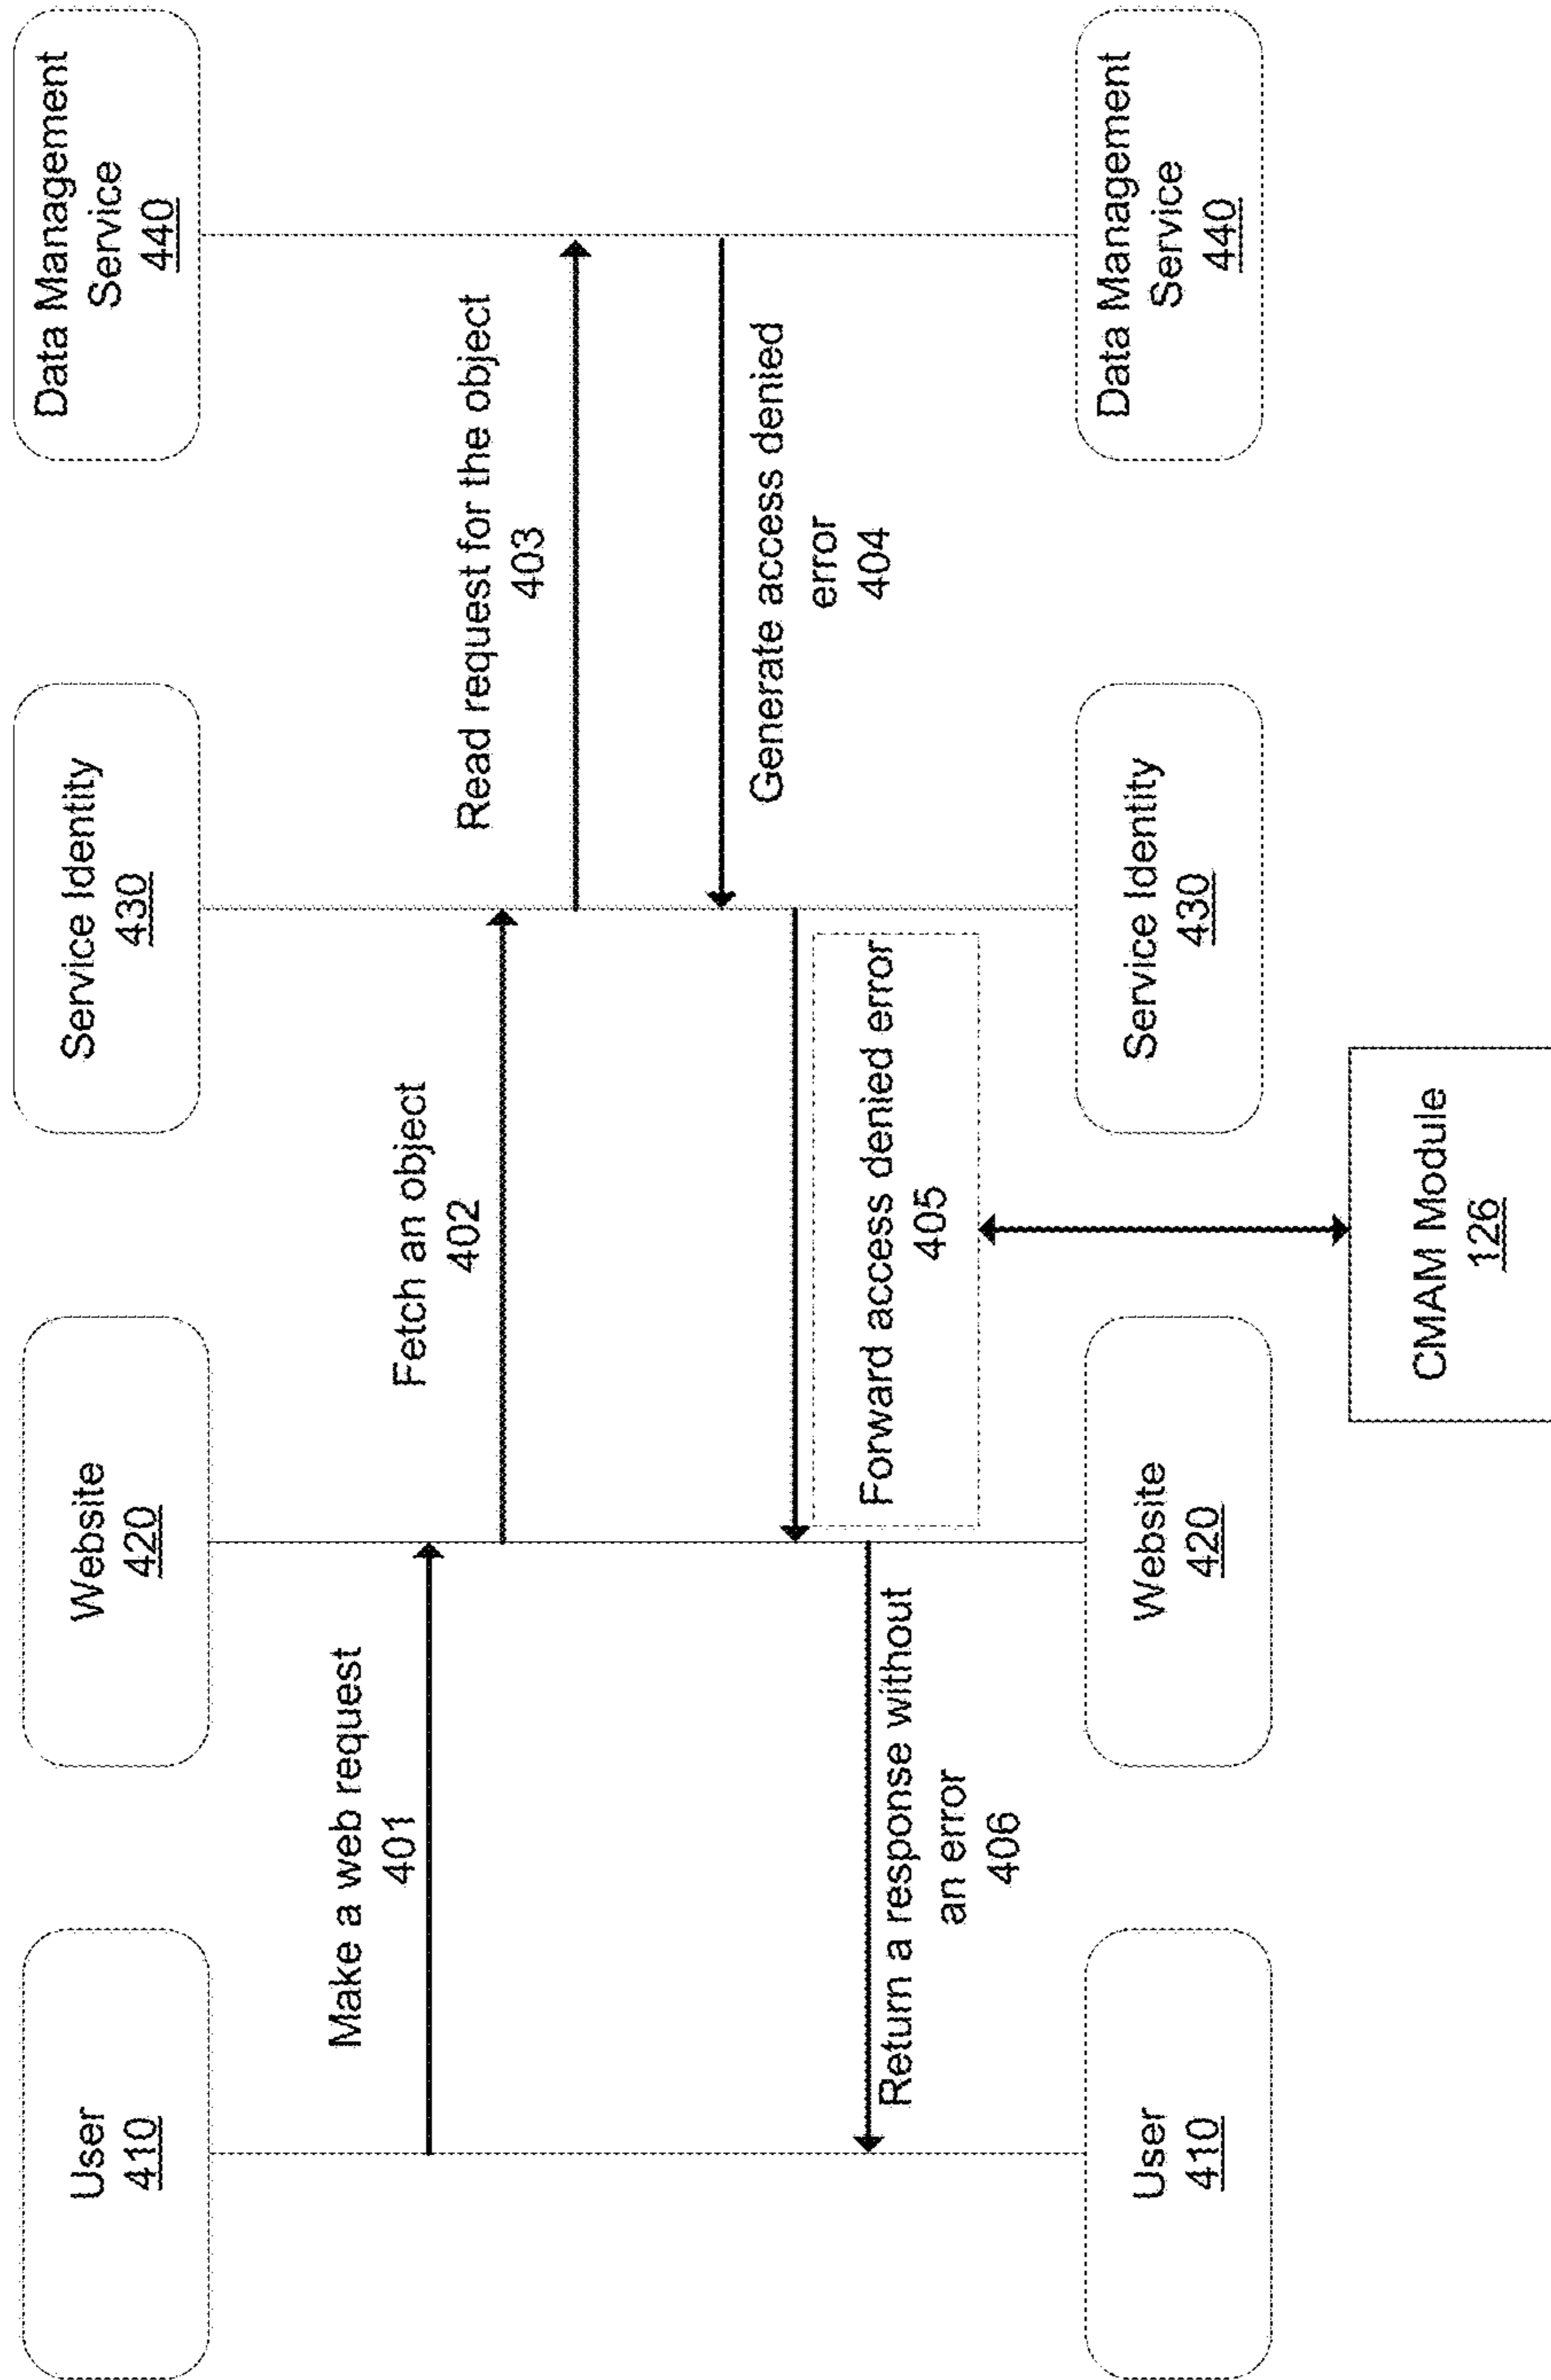 User
410
Website
420
Service Identity
430
Data Management
Service
440
Make a web request
401
Fetch an object
402
Read request for the object
403
Generate access denied
error
404
Forward access denied error
405
Return a response without
an error
406
User
410
Website
420
Service Identity
430
Data Management
Service
440
CMAM Module
126